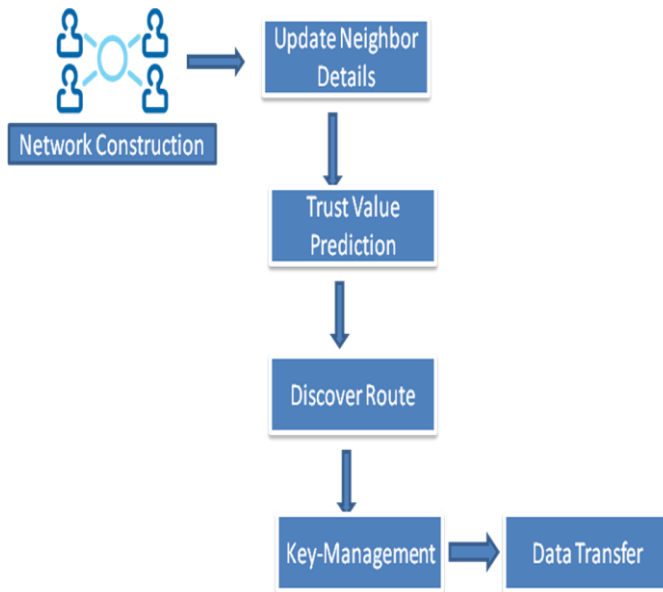 Network Construction
Update Neighbor
Details
Trust Value
Prediction
Discover Route
Key-Management
Data Transfer